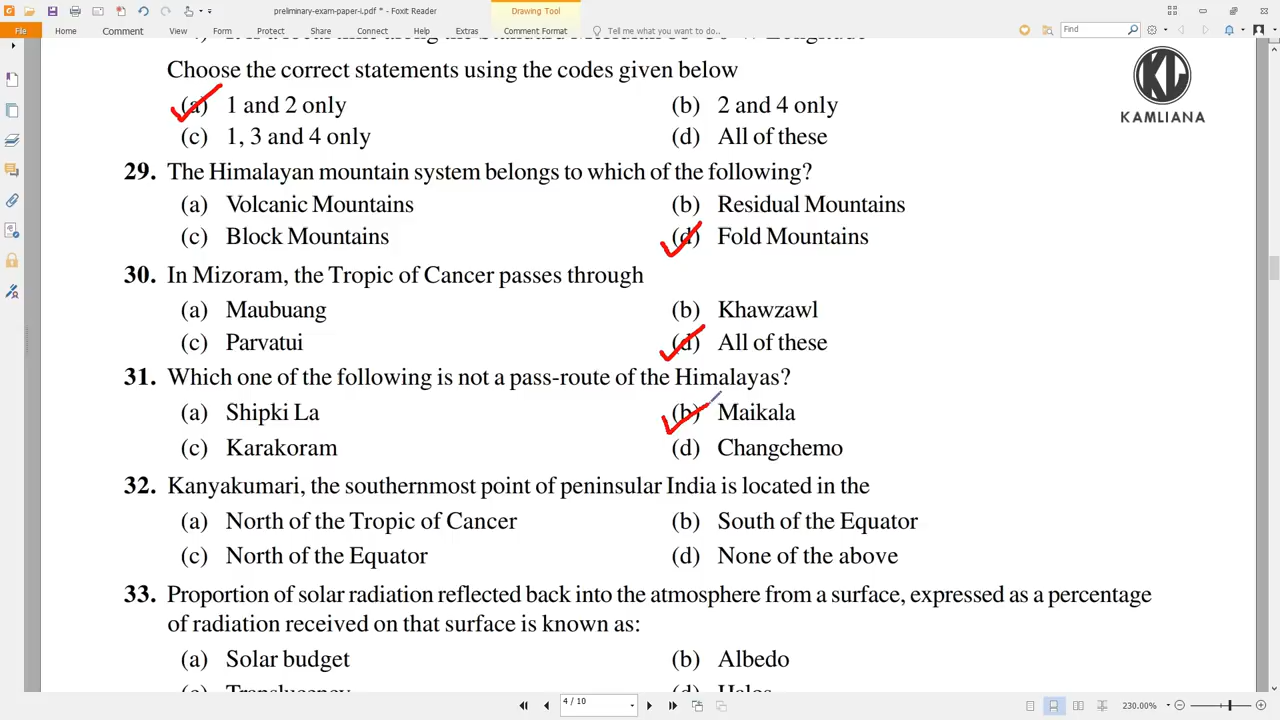 preliminary-exam-paper-i.pdf * - Foxit Reader
Drawing Tool
File Home Comment View Form Protect Share Connect Help Extras Comment Format Tell me what you want to do... Find
Choose the correct statements using the codes given below
(a) 1 and 2 only (b) 2 and 4 only
(c) 1, 3 and 4 only (d) All of these
KL
KAMLIANA
29. The Himalayan mountain system belongs to which of the following?
(a) Volcanic Mountains (b) Residual Mountains
(c) Block Mountains (d) Fold Mountains
30. In Mizoram, the Tropic of Cancer passes through
(a) Maubuang (b) Khawzawl
(c) Parvatui (d) All of these
31. Which one of the following is not a pass-route of the Himalayas?
(a) Shipki La (b) Maikala
(c) Karakoram (d) Changchemo
32. Kanyakumari, the southernmost point of peninsular India is located in the
(a) North of the Tropic of Cancer (b) South of the Equator
(c) North of the Equator (d) None of the above
33. Proportion of solar radiation reflected back into the atmosphere from a surface, expressed as a percentage
of radiation received on that surface is known as:
(a) Solar budget (b) Albedo
4 / 10
230.00%